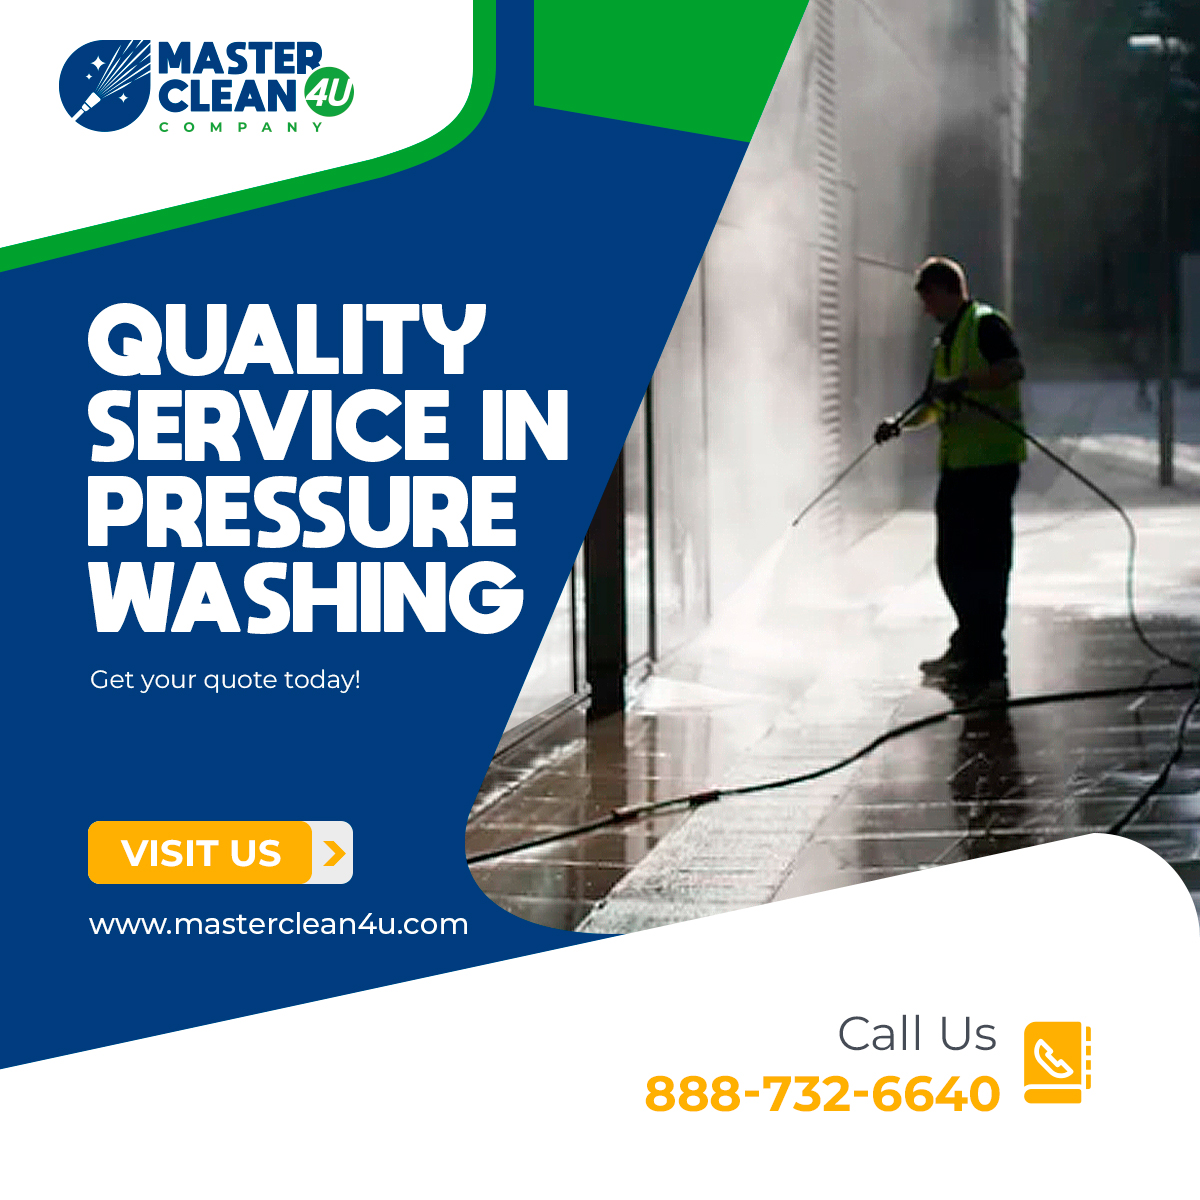 MASTER
CLEAN 4U
COMPANY
QUALITY
SERVICE IN
PRESSURE
WASHING
Get your quote today!
VISIT US
www.masterclean4u.com
Call Us
888-732-6640